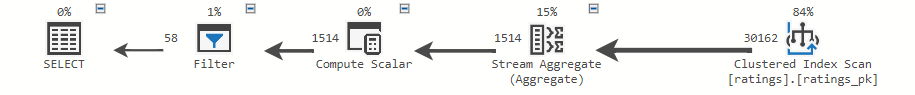 0% 1% 0% 15% 84%
58 1514 1514 30162
SELECT Filter Compute Scalar Stream Aggregate Clustered Index Scan
(Aggregate) [ratings].[ratings_pk]